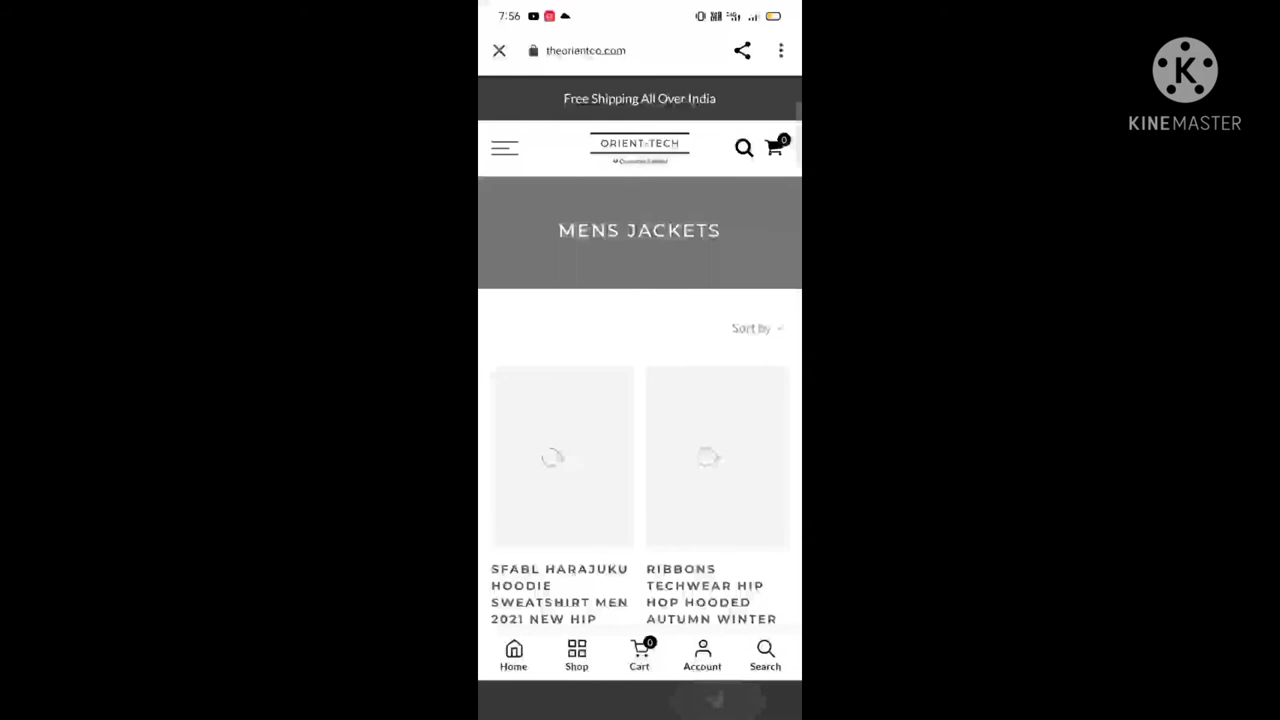 7:56
theorientco.com
KINEMASTER
Free Shipping All Over India
ORIENT TECH
0
MENS JACKETS
Sort by
SFABL HARAJUKU
HOODIE
SWEATSHIRT MEN
2021 NEW HIP
RIBBONS
TECHWEAR HIP
HOP HOODED
AUTUMN WINTER
0
Home
Shop
Cart
Account
Search